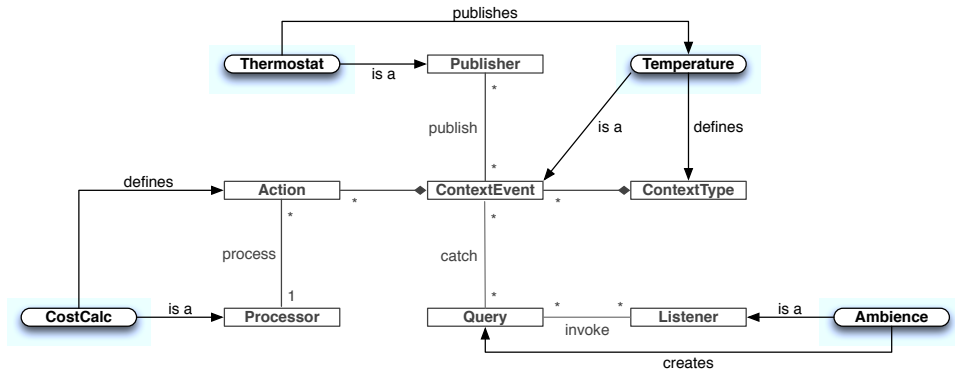 publishes
Thermostat
is a
Publisher
Temperature
*
publish
is a
defines
*
defines
Action
*
ContextEvent
*
ContextType
*
*
process
catch
1
*
CostCalc
is a
Processor
Query
*
*
invoke
Listener
is a
Ambience
creates